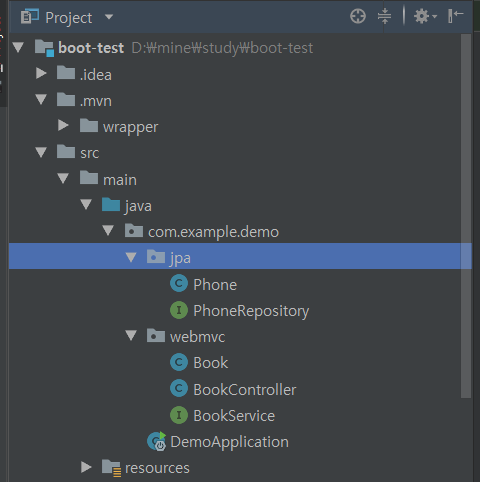 Project
boot-test D:₩mine₩study₩boot-test
.idea
.mvn
wrapper
src
main
java
com.example.demo
jpa
C Phone
I PhoneRepository
webmvc
C Book
C BookController
I BookService
C DemoApplication
resources